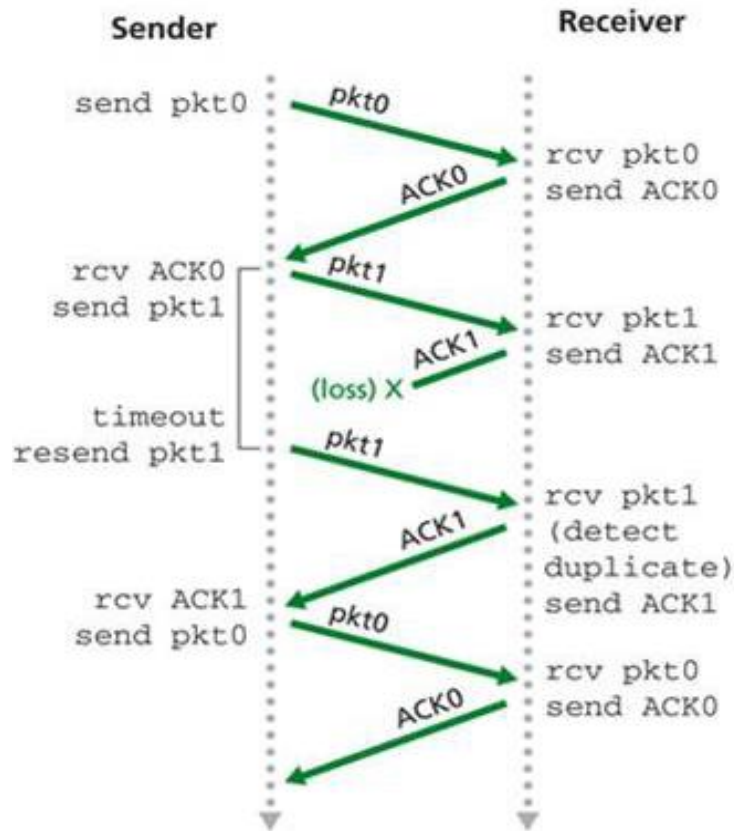 Sender
Receiver
send pkt0
pkt0
rcv pkt0
send ACK0
ACK0
rcv ACK0
send pkt1
pkt1
rcv pkt1
send ACK1
ACK1
(loss) X
timeout
resend pkt1
pkt1
rcv pkt1
(detect
duplicate)
send ACK1
ACK1
rcv ACK1
send pkt0
pkt0
rcv pkt0
send ACK0
ACK0